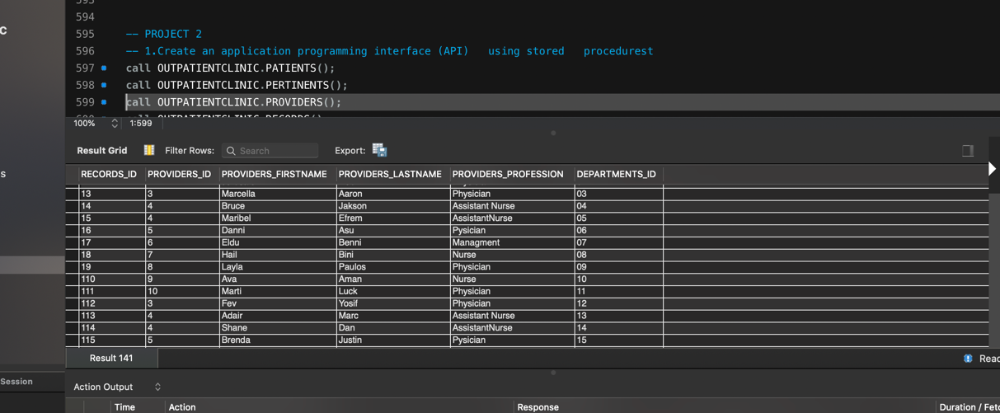 c
593
594
595 -- PROJECT 2
596 -- 1.Create an application programming interface (API) using stored procedurest
597 call OUTPATIENTCLINIC.PATIENTS();
598 call OUTPATIENTCLINIC.PERTINENTS();
599 call OUTPATIENTCLINIC.PROVIDERS();
600 call OUTPATIENTCLINIC.RECORDS()
100% 1:599
Result Grid Filter Rows: Search Export:
s
RECORDS_ID PROVIDERS_ID PROVIDERS_FIRSTNAME PROVIDERS_LASTNAME PROVIDERS_PROFESSION DEPARTMENTS_ID
13 3 Marcella Aaron Physician 03
14 4 Bruce Jakson Assistant Nurse 04
15 4 Maribel Efrem AssistantNurse 05
16 5 Danni Asu Pysician 06
17 6 Eldu Benni Managment 07
18 7 Hail Bini Nurse 08
19 8 Layla Paulos Physician 09
110 9 Ava Aman Nurse 10
111 10 Marti Luck Physician 11
112 3 Fev Yosif Physician 12
113 4 Adair Marc Assistant Nurse 13
114 4 Shane Dan AssistantNurse 14
115 5 Brenda Justin Pysician 15
Result 141 Read
Session
Action Output
Time Action Response Duration / Fetc